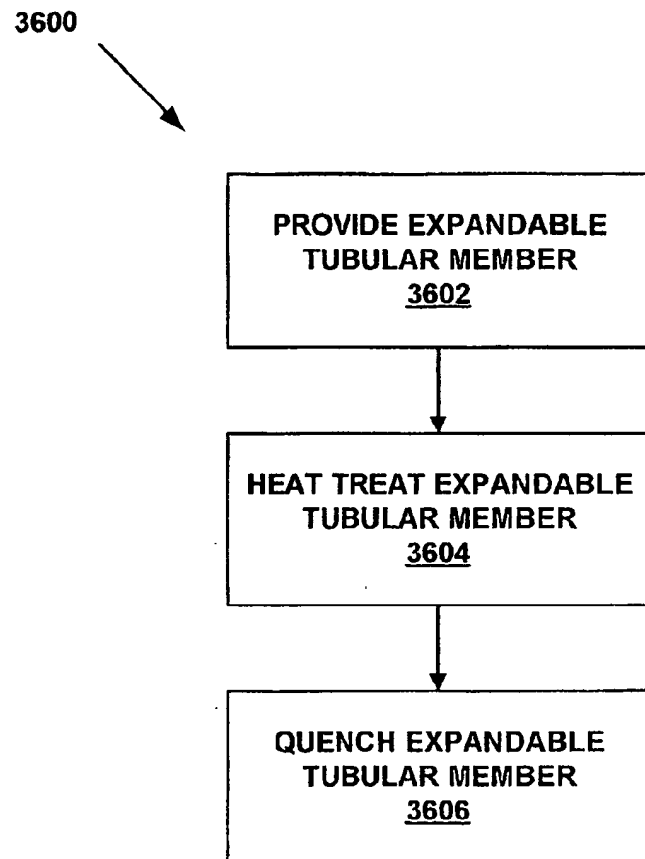 3600
PROVIDE EXPANDABLE
TUBULAR MEMBER
3602
HEAT TREAT EXPANDABLE
TUBULAR MEMBER
3604
QUENCH EXPANDABLE
TUBULAR MEMBER
3606